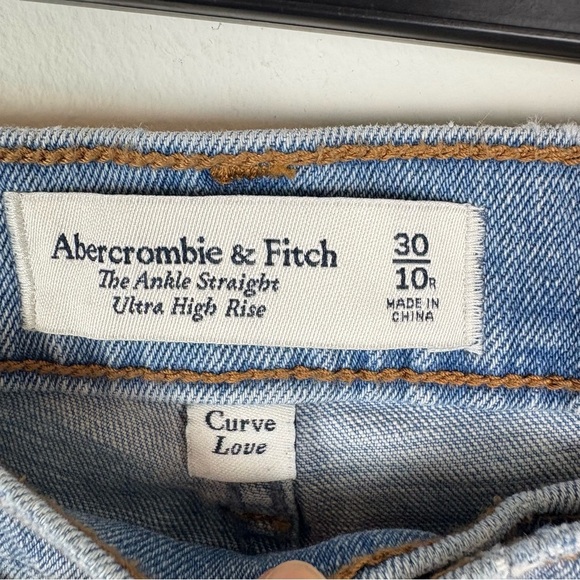 Abercrombie & Fitch
The Ankle Straight
Ultra High Rise
30
10R
MADE IN
CHINA
Curve
Love